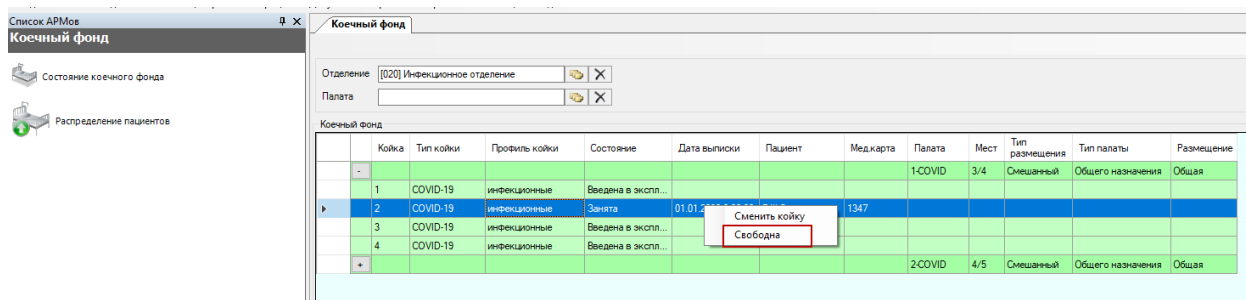 Список АРМов
Коечный фонд
Состояние коечного фонда
Распределение пациентов
Коечный фонд
Отделение [020] Инфекционное отделение
Палата
Коечный фонд
Койка Тип койки Профиль койки Состояние Дата выписки Пациент Мед.карта Палата Мест Тип размещения Тип палаты Размещение
- 1-COVID 3/4 Смешанный Общего назначения Общая
1 COVID-19 инфекционные Введена в экспл...
2 COVID-19 инфекционные Занята 01.01. 1347
Сменить койку
Свободна
3 COVID-19 инфекционные Введена в экспл...
4 COVID-19 инфекционные Введена в экспл...
+ 2-COVID 4/5 Смешанный Общего назначения Общая